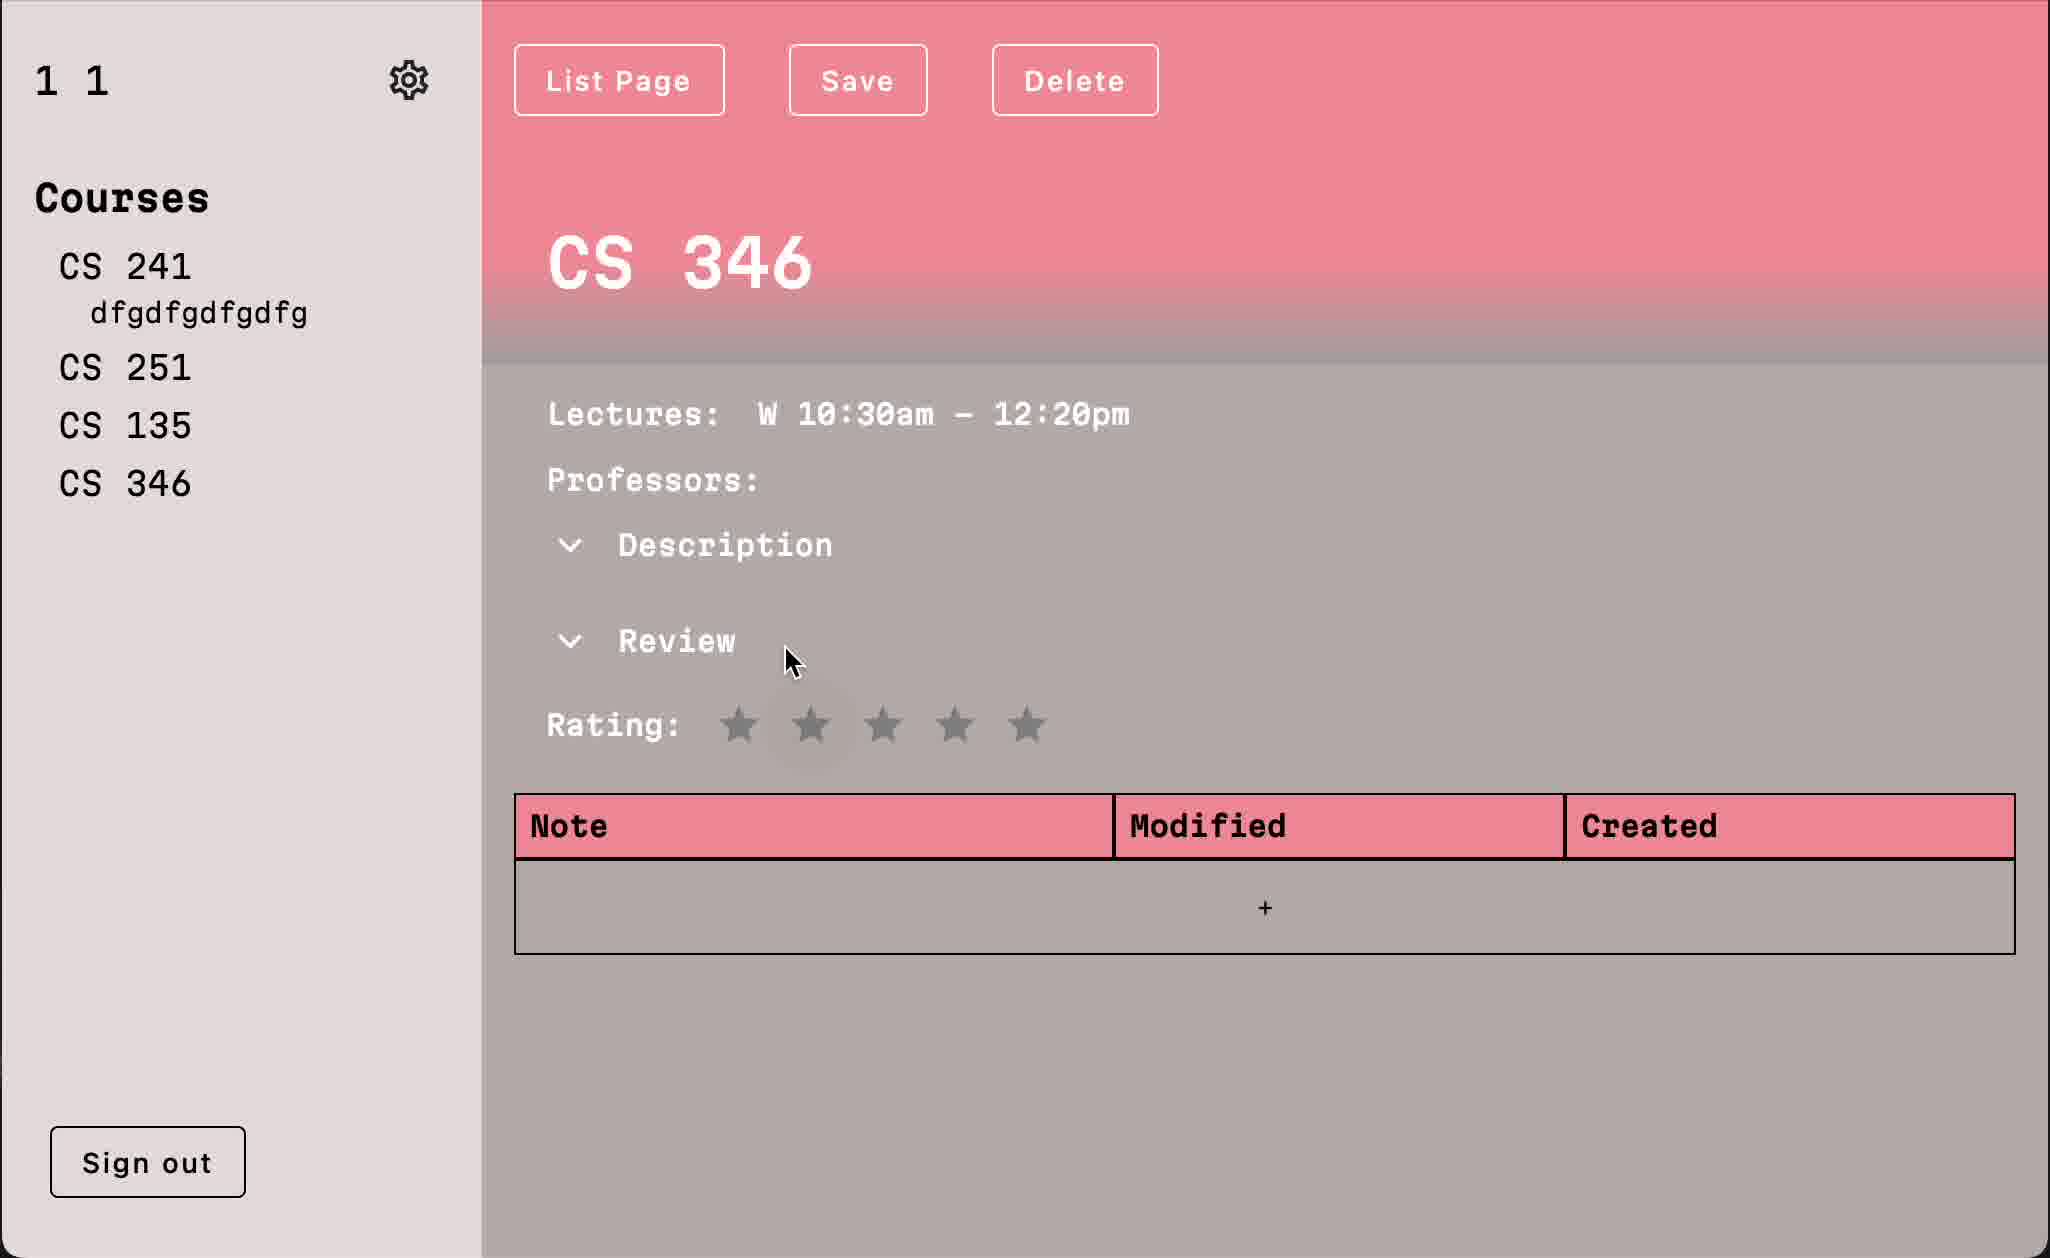 1 1
Courses
CS 241
dfgdfgdfgdfg
CS 251
CS 135
CS 346
Sign out
List Page
Save
Delete
CS 346
Lectures: W 10:30am - 12:20pm
Professors:
Description
Review
Rating:
Note
Modified
Created
+